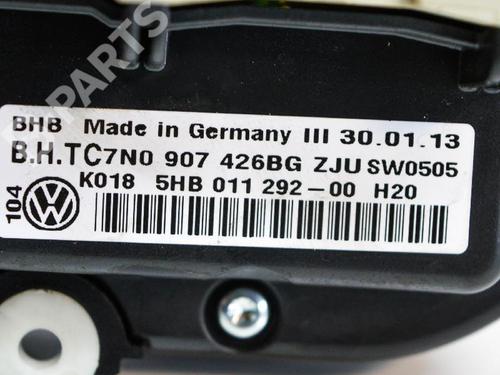 BHB Made in Germany III 30.01.13
B.H.TC7N0 907 426BG ZJU SW0505
K018 5HB 011 292-00 H20
104
PARTS